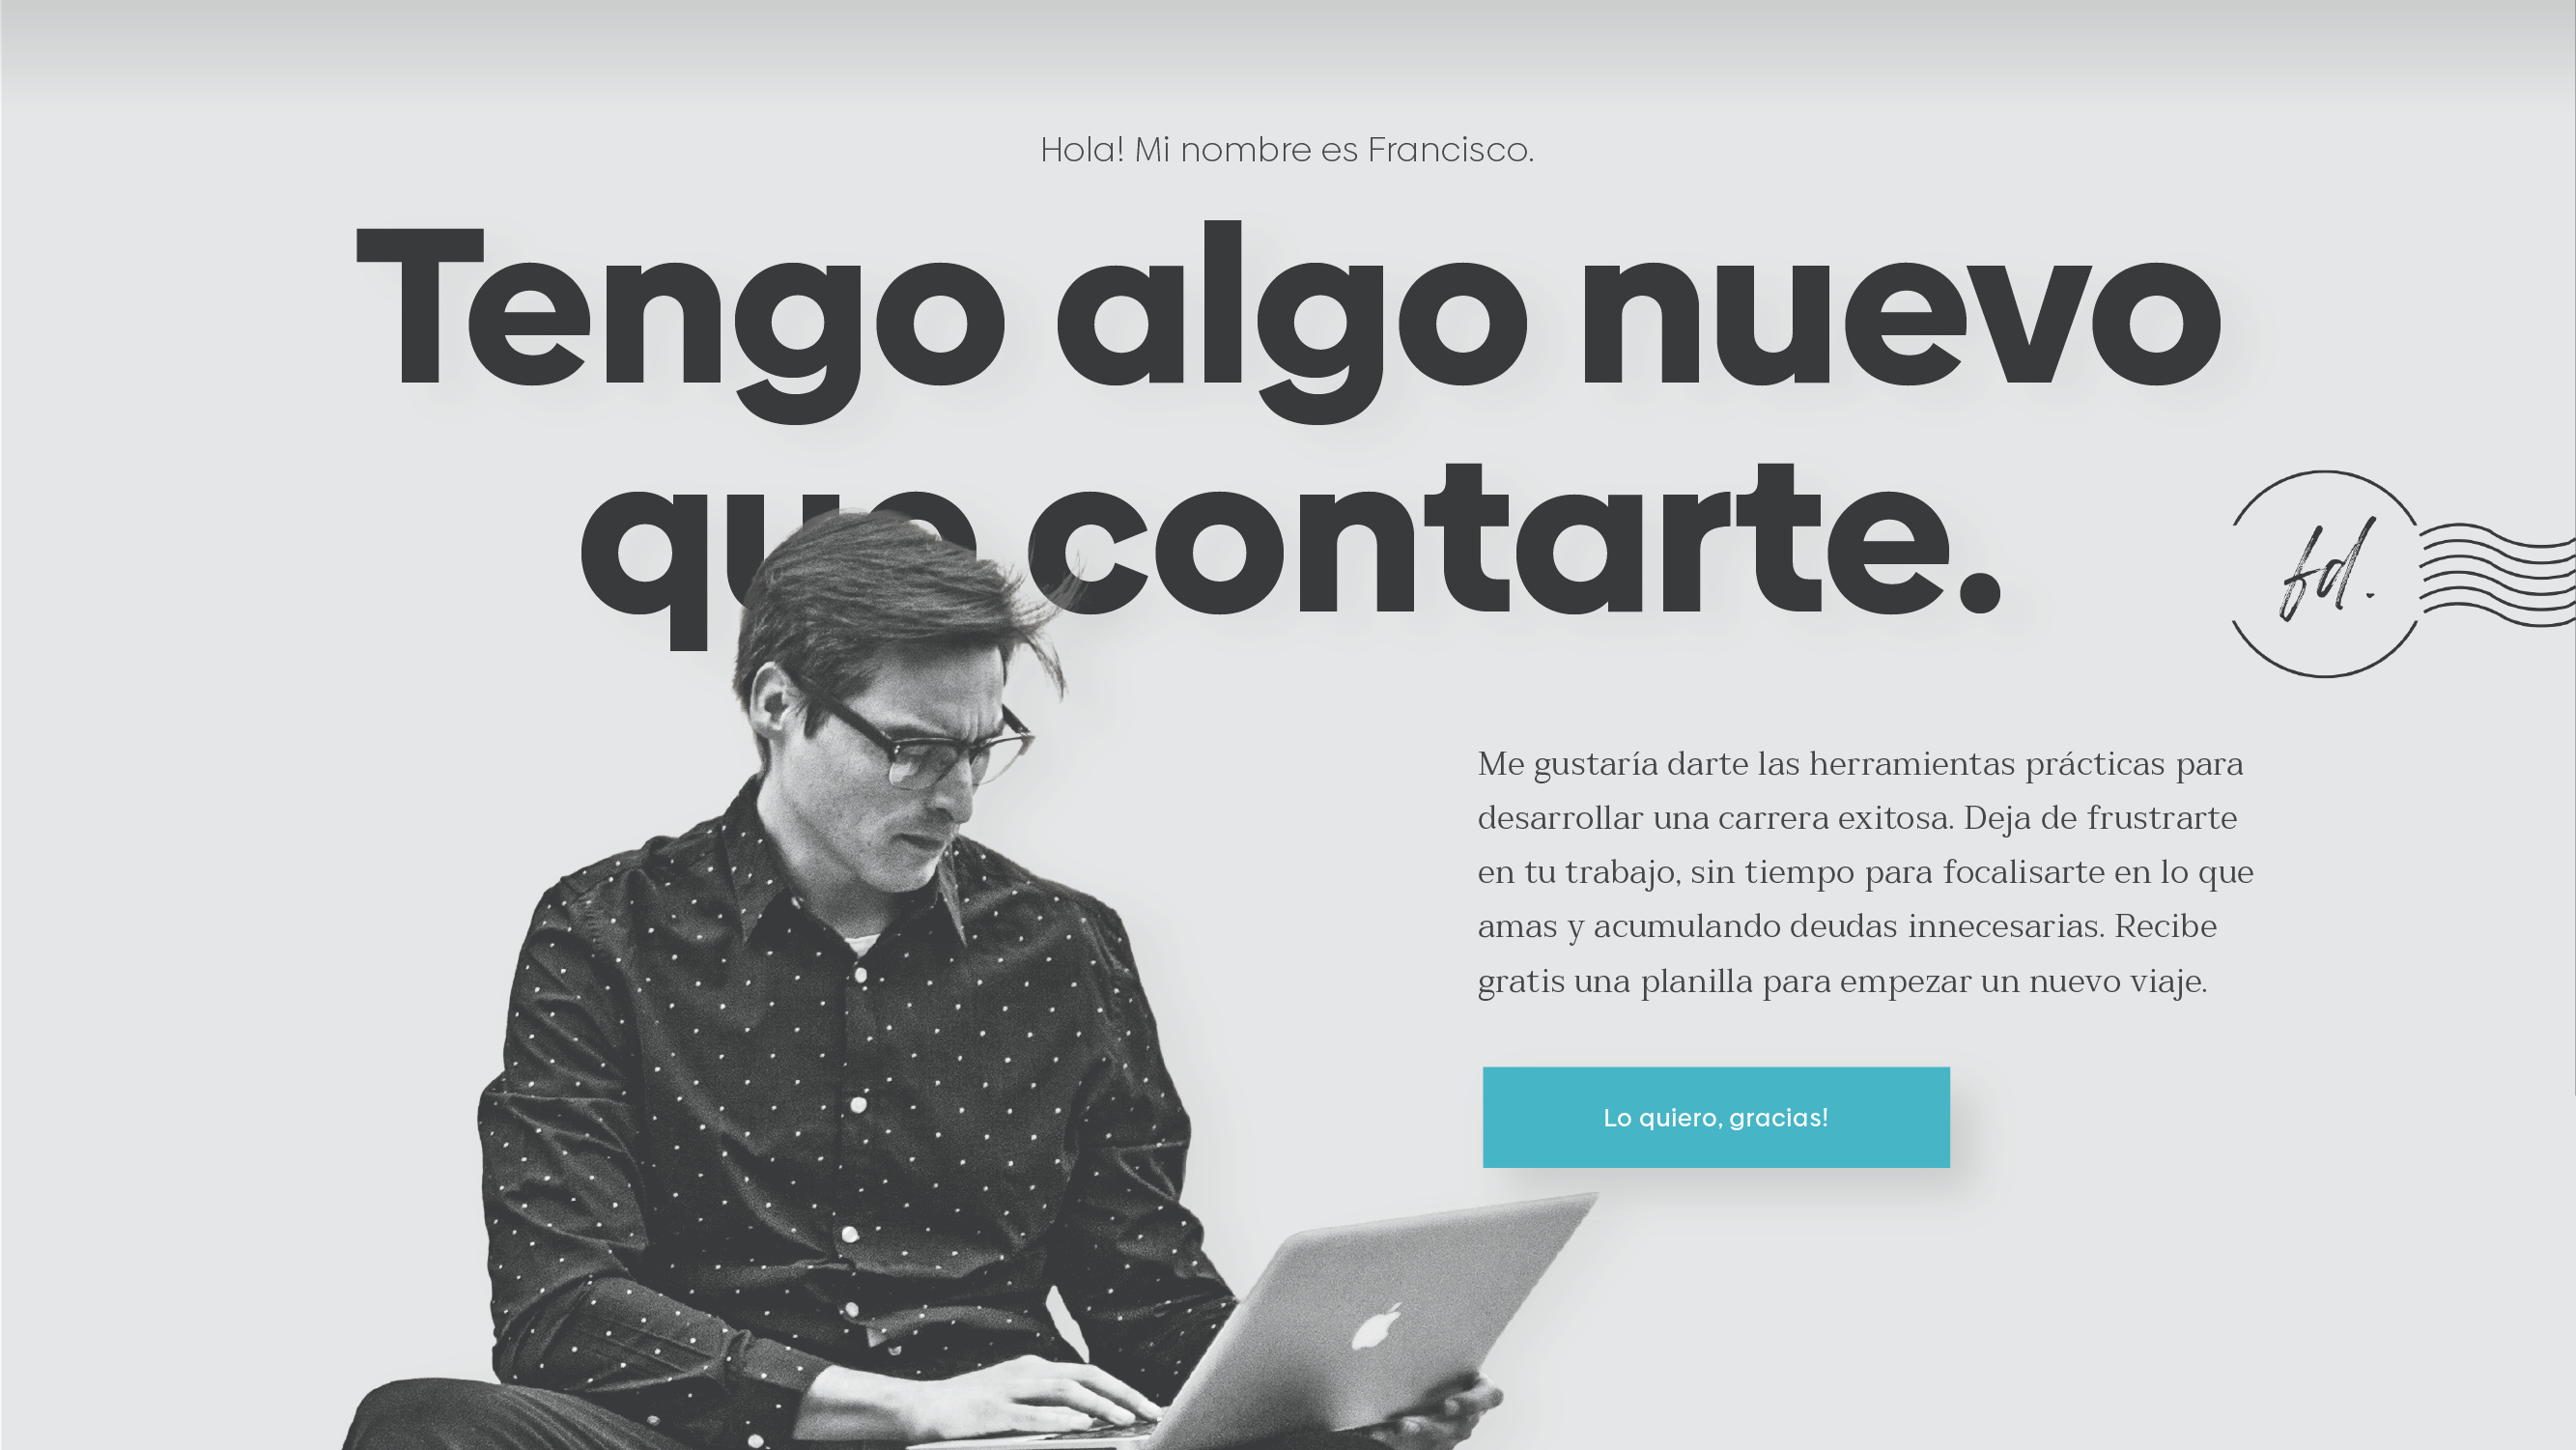 Hola! Mi nombre es Francisco.
Tengo algo nuevo
que contarte.
fd.
Me gustaría darte las herramientas prácticas para
desarrollar una carrera exitosa. Deja de frustrarte
en tu trabajo, sin tiempo para focalisarte en lo que
amas y acumulando deudas innecesarias. Recibe
gratis una planilla para empezar un nuevo viaje.
Lo quiero, gracias!